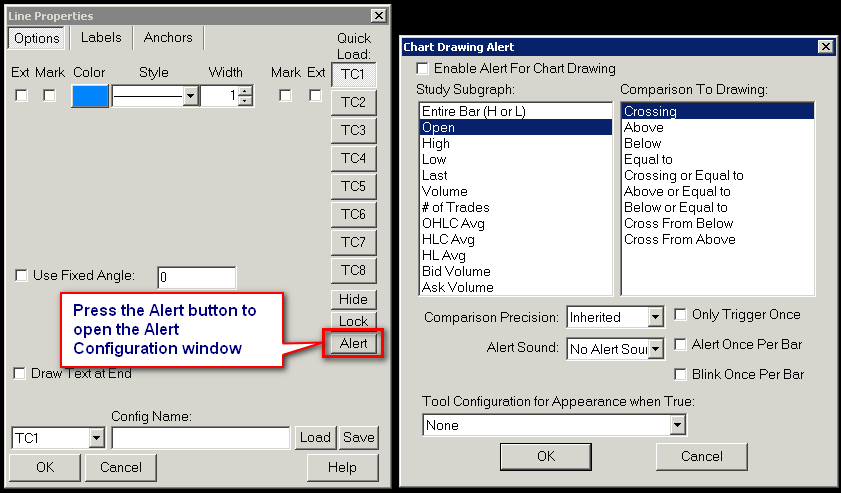 Line Properties
Options
Labels
Anchors
Quick
Load:
Ext Mark Color Style Width Mark Ext
1
TC1
TC2
TC3
TC4
TC5
TC6
TC7
TC8
Use Fixed Angle: 0
Hide
Lock
Alert
Press the Alert button to
open the Alert
Configuration window
Draw Text at End
Config Name:
TC1
Load Save
OK Cancel Help
Chart Drawing Alert
Enable Alert For Chart Drawing
Study Subgraph:
Entire Bar (H or L)
Open
High
Low
Last
Volume
# of Trades
OHLC Avg
HLC Avg
HL Avg
Bid Volume
Ask Volume
Comparison To Drawing:
Crossing
Above
Below
Equal to
Crossing or Equal to
Above or Equal to
Below or Equal to
Cross From Below
Cross From Above
Comparison Precision: Inherited
Only Trigger Once
Alert Sound: No Alert Soun
Alert Once Per Bar
Blink Once Per Bar
Tool Configuration for Appearance when True:
None
OK Cancel